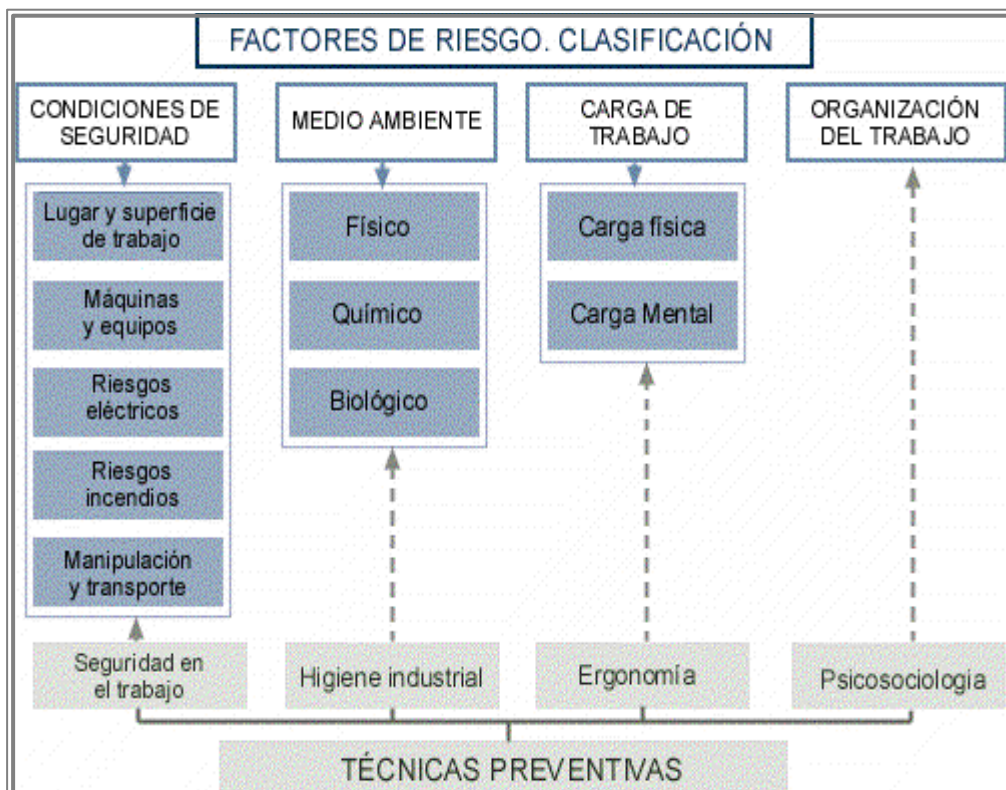 FACTORES DE RIESGO. CLASIFICACIÓN
CONDICIONES DE
SEGURIDAD
Lugar y superficie
de trabajo
Máquinas
y equipos
Riesgos
eléctricos
Riesgos
incendios
Manipulación
y transporte
Seguridad en
el trabajo
MEDIO AMBIENTE
Físico
Químico
Biológico
Higiene industrial
CARGA DE
TRABAJO
Carga física
Carga Mental
Ergonomía
ORGANIZACIÓN
DEL TRABAJO
Psicosociología
TÉCNICAS PREVENTIVAS